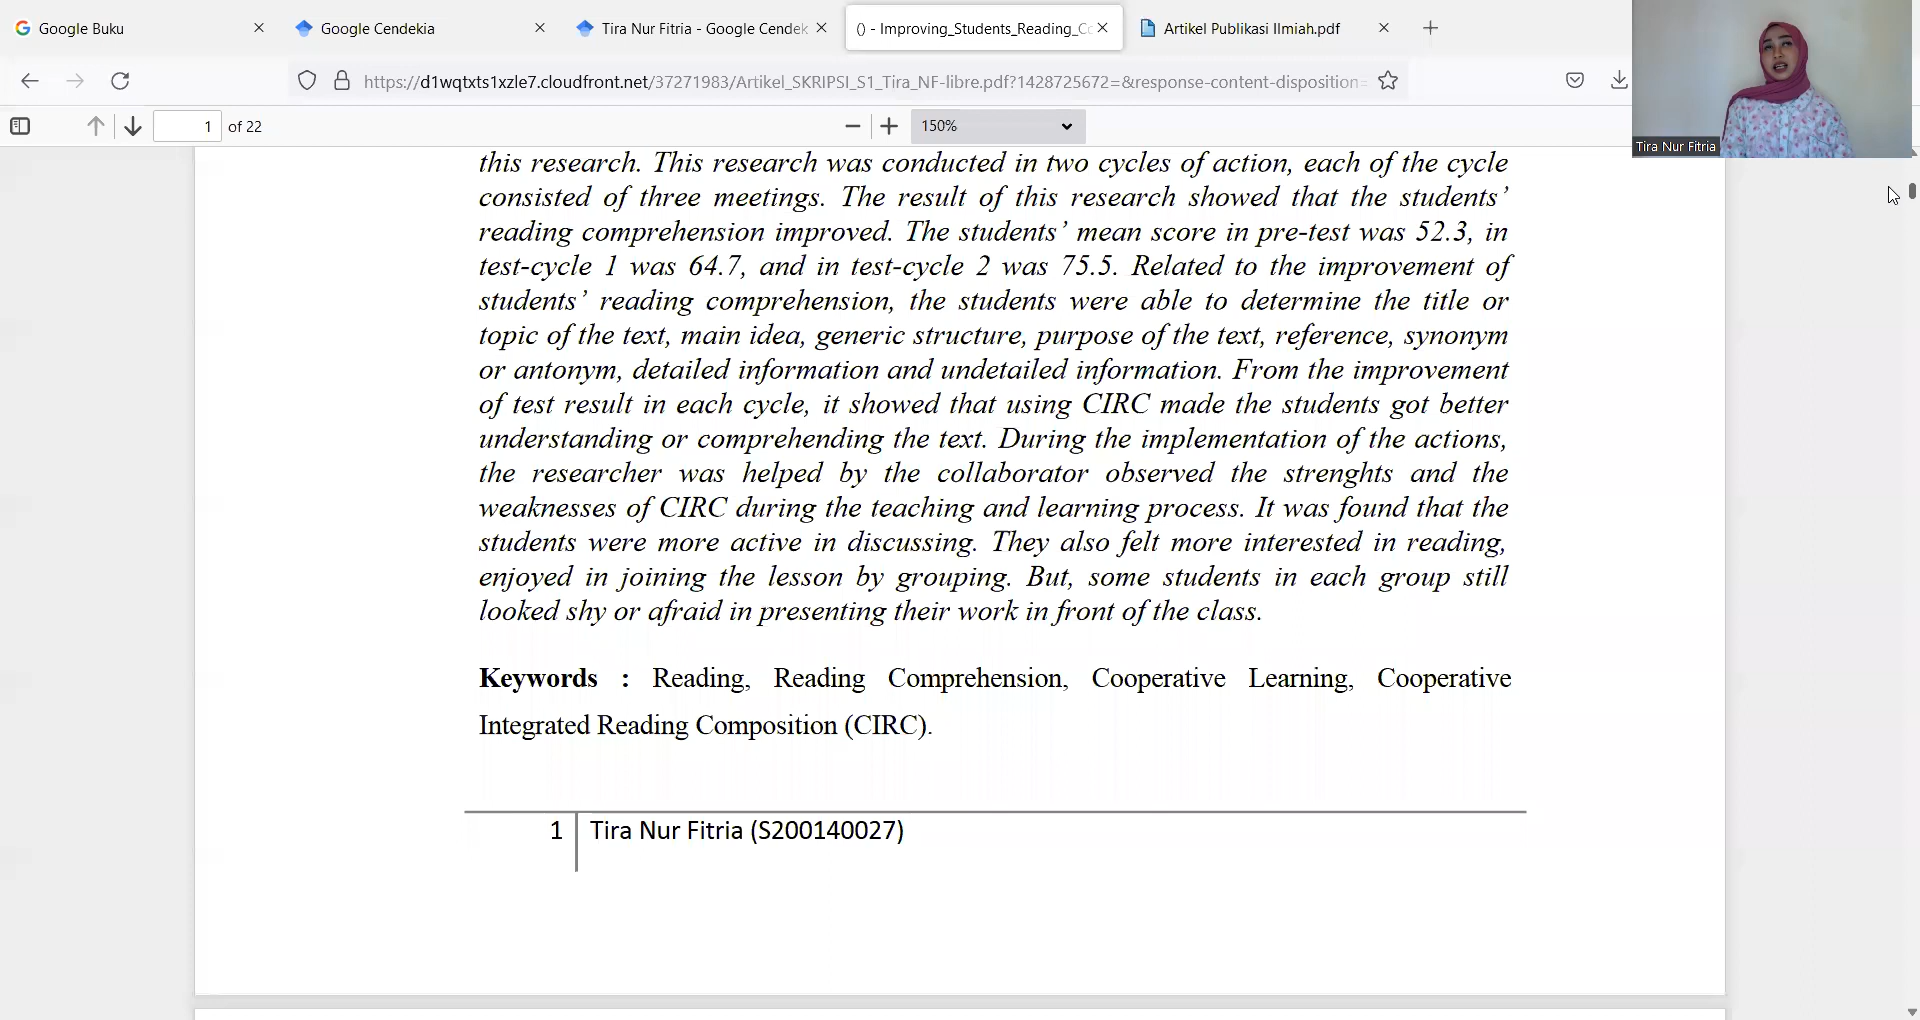 Google Buku
Google Cendekia
Tira Nur Fitria - Google Cendek
() - Improving_Students_Reading_Co
Artikel Publikasi Ilmiah.pdf
https://d1wqtxts1xzle7.cloudfront.net/37271983/Artikel_SKRIPSI_S1_Tira_NF-libre.pdf?1428725672=&response-content-disposition=
1 of 22
150%
Tira Nur Fitria
this research. This research was conducted in two cycles of action, each of the cycle
consisted of three meetings. The result of this research showed that the students’
reading comprehension improved. The students’ mean score in pre-test was 52.3, in
test-cycle 1 was 64.7, and in test-cycle 2 was 75.5. Related to the improvement of
students’ reading comprehension, the students were able to determine the title or
topic of the text, main idea, generic structure, purpose of the text, reference, synonym
or antonym, detailed information and undetailed information. From the improvement
of test result in each cycle, it showed that using CIRC made the students got better
understanding or comprehending the text. During the implementation of the actions,
the researcher was helped by the collaborator observed the strenghts and the
weaknesses of CIRC during the teaching and learning process. It was found that the
students were more active in discussing. They also felt more interested in reading,
enjoyed in joining the lesson by grouping. But, some students in each group still
looked shy or afraid in presenting their work in front of the class.
Keywords : Reading, Reading Comprehension, Cooperative Learning, Cooperative
Integrated Reading Composition (CIRC).
1 Tira Nur Fitria (S200140027)